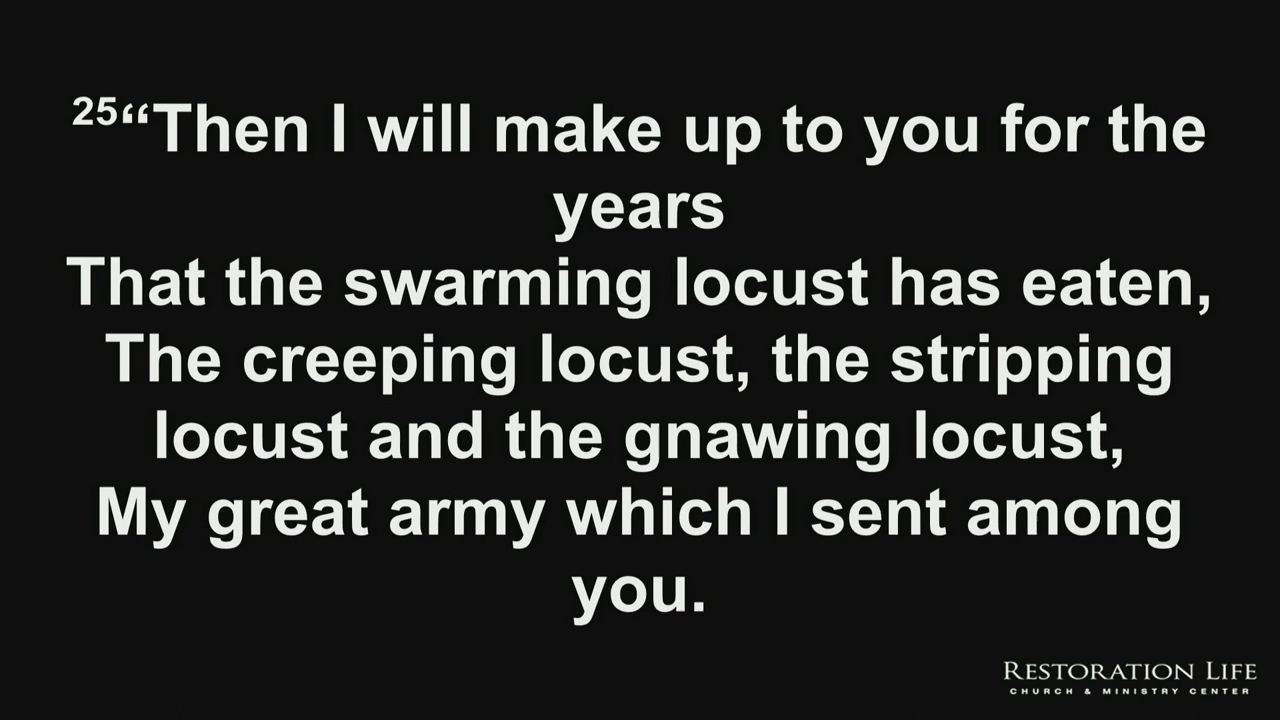 25“Then I will make up to you for the
years
That the swarming locust has eaten,
The creeping locust, the stripping
locust and the gnawing locust,
My great army which I sent among
you.
RESTORATION LIFE
CHURCH & MINISTRY CENTER